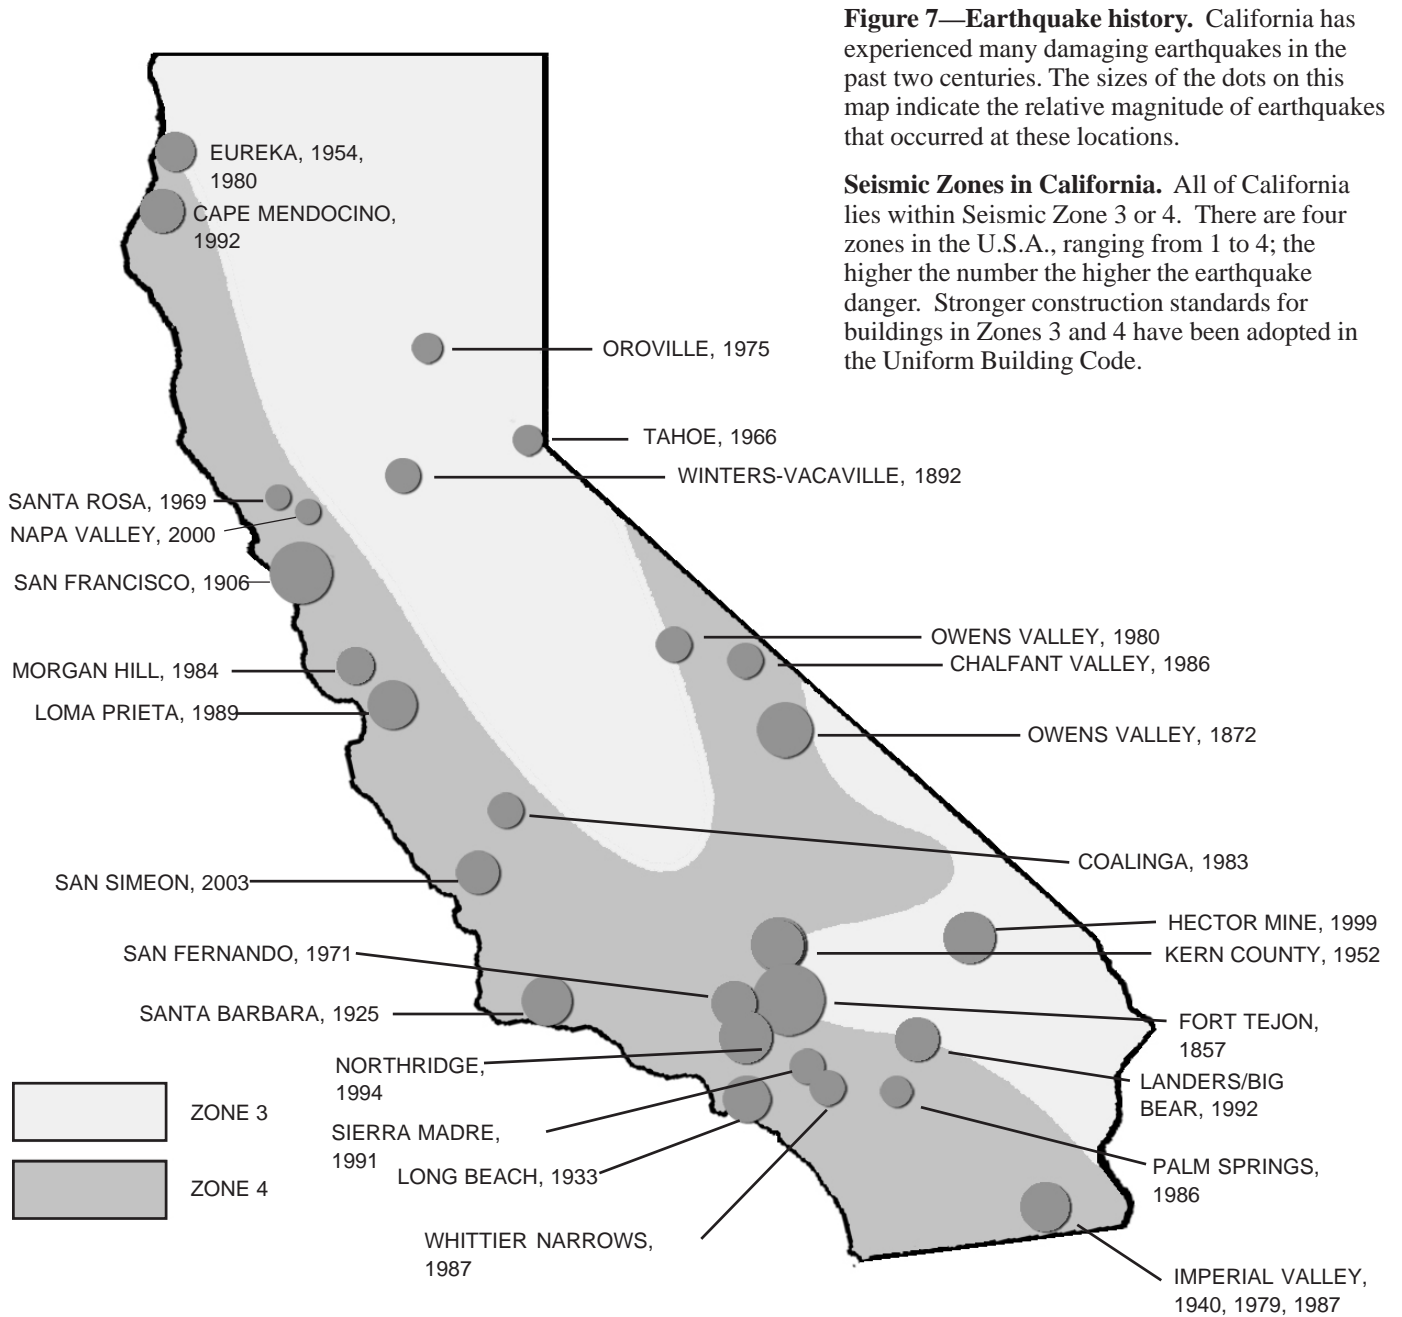 Figure 7—Earthquake history. California has
experienced many damaging earthquakes in the
past two centuries. The sizes of the dots on this
map indicate the relative magnitude of earthquakes
that occurred at these locations.
Seismic Zones in California. All of California
lies within Seismic Zone 3 or 4. There are four
zones in the U.S.A., ranging from 1 to 4; the
higher the number the higher the earthquake
danger. Stronger construction standards for
buildings in Zones 3 and 4 have been adopted in
the Uniform Building Code.
EUREKA, 1954,
1980
CAPE MENDOCINO,
1992
OROVILLE, 1975
TAHOE, 1966
WINTERS-VACAVILLE, 1892
SANTA ROSA, 1969
NAPA VALLEY, 2000
SAN FRANCISCO, 1906
OWENS VALLEY, 1980
CHALFANT VALLEY, 1986
MORGAN HILL, 1984
LOMA PRIETA, 1989
OWENS VALLEY, 1872
COALINGA, 1983
SAN SIMEON, 2003
HECTOR MINE, 1999
KERN COUNTY, 1952
SAN FERNANDO, 1971
SANTA BARBARA, 1925
FORT TEJON,
1857
NORTHRIDGE,
1994
LANDERS/BIG
BEAR, 1992
ZONE 3
SIERRA MADRE,
1991
LONG BEACH, 1933
PALM SPRINGS,
1986
ZONE 4
WHITTIER NARROWS,
1987
IMPERIAL VALLEY,
1940, 1979, 1987